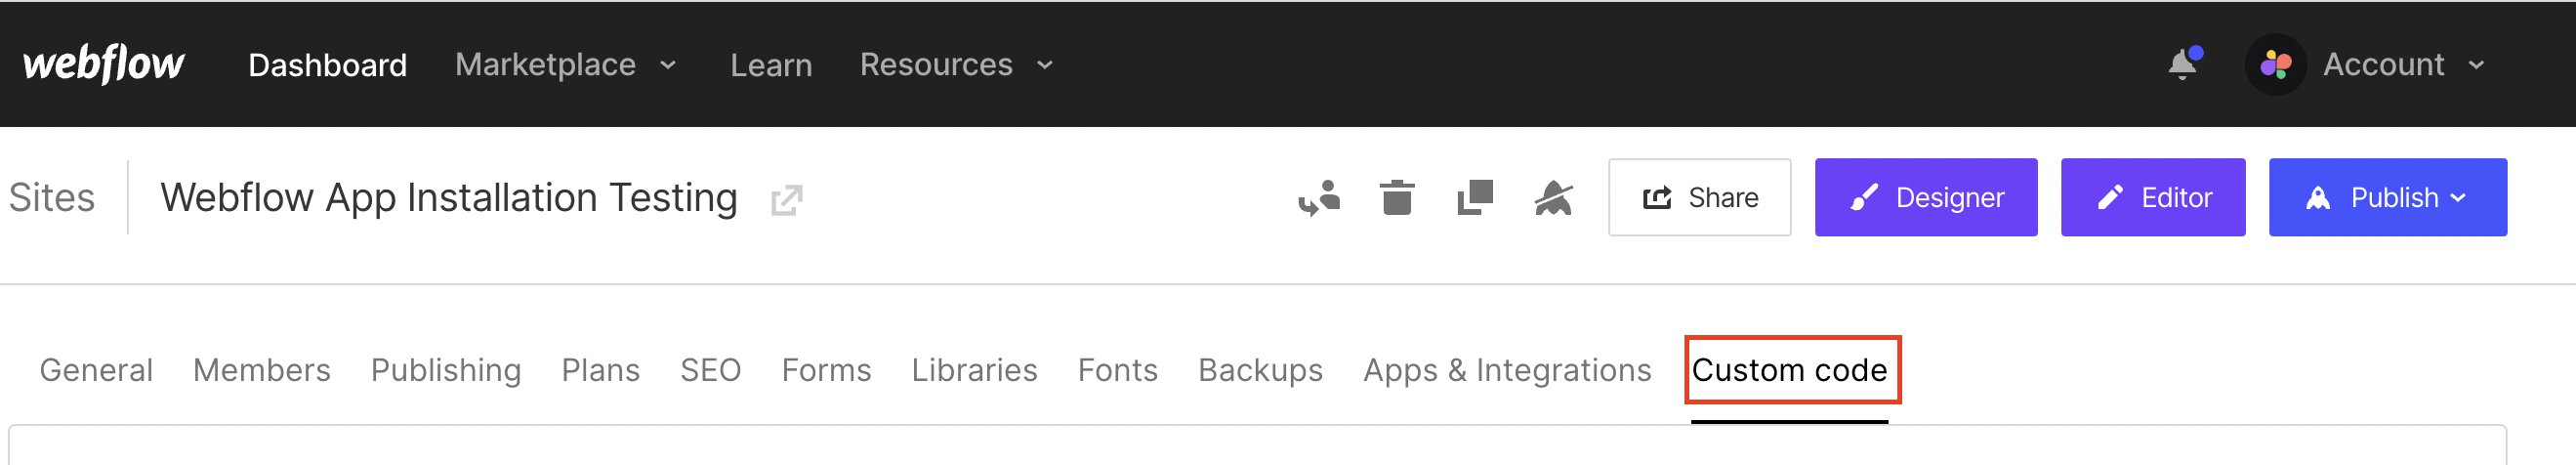 webflow Dashboard Marketplace Learn Resources Account
Sites Webflow App Installation Testing Share Designer Editor Publish
General Members Publishing Plans SEO Forms Libraries Fonts Backups Apps & Integrations Custom code